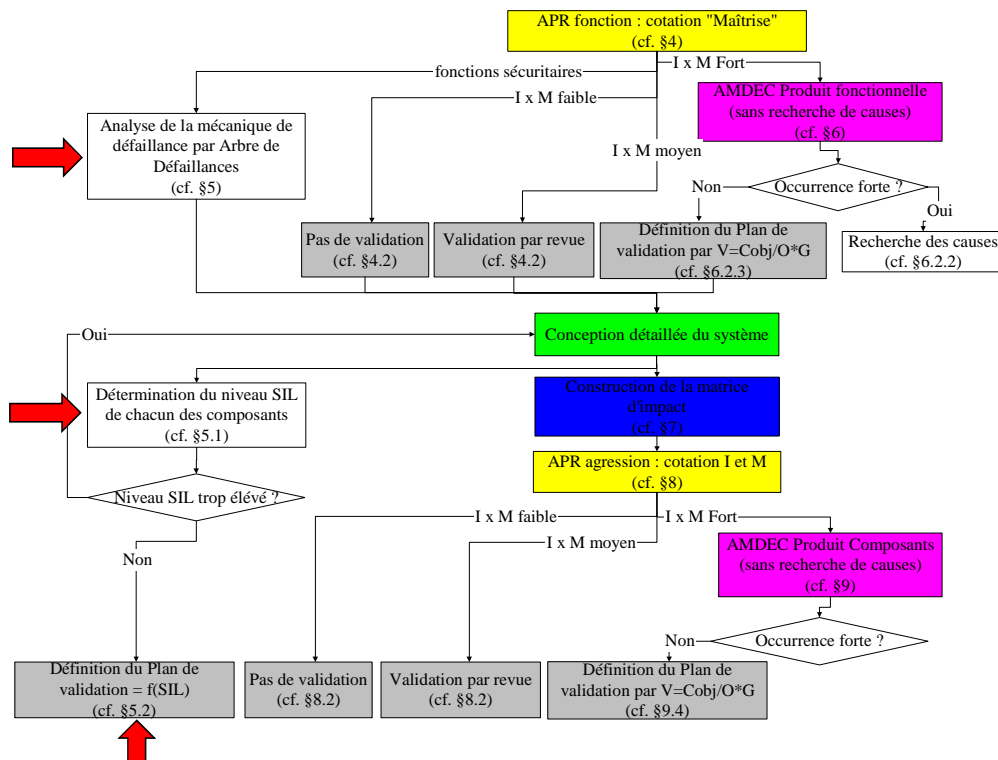 APR fonction : cotation "Maîtrise"
(cf. §4)
fonctions sécuritaires
I x M Fort
I x M faible
AMDEC Produit fonctionnelle
(sans recherche de causes)
(cf. §6)
Analyse de la mécanique de
défaillance par Arbre de
Défaillances
(cf. §5)
I x M moyen
Non
Occurrence forte ?
Oui
Pas de validation
(cf. §4.2)
Validation par revue
(cf. §4.2)
Définition du Plan de
validation par V=Cobj/O*G
(cf. §6.2.3)
Recherche des causes
(cf. §6.2.2)
Oui
Conception détaillée du système
Détermination du niveau SIL
de chacun des composants
(cf. §5.1)
Construction de la matrice
d'impact
(cf. §7)
APR agression : cotation I et M
(cf. §8)
Niveau SIL trop élévé ?
I x M faible
I x M Fort
I x M moyen
Non
AMDEC Produit Composants
(sans recherche de causes)
(cf. §9)
Non
Occurrence forte ?
Définition du Plan de
validation = f(SIL)
(cf. §5.2)
Pas de validation
(cf. §8.2)
Validation par revue
(cf. §8.2)
Définition du Plan de
validation par V=Cobj/O*G
(cf. §9.4)